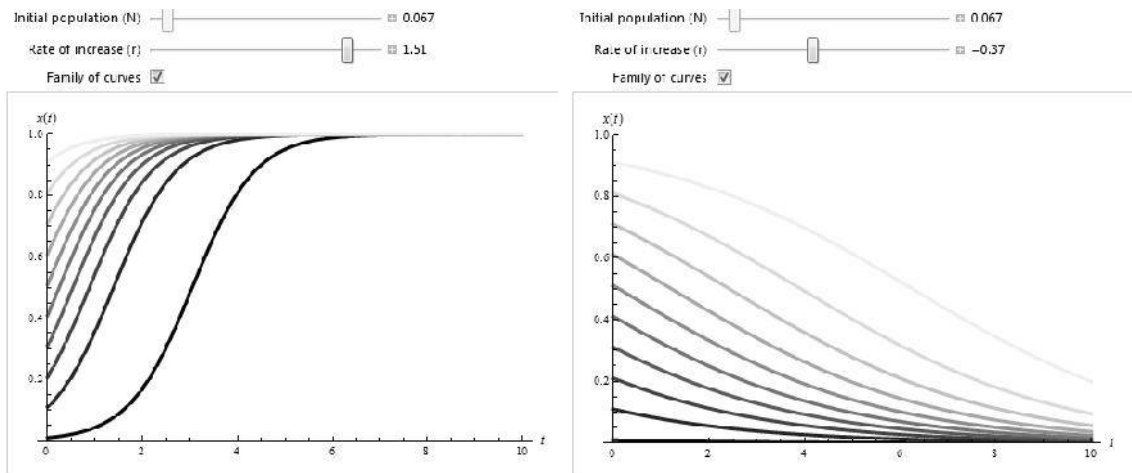 Initial population (N) 0.067
Rate of increase (r) 1.51
Family of curves
x(t)
1.0
0.8
0.6
0.4
0.2
0 2 4 6 8 10 t
Initial population (N) 0.067
Rate of increase (r) −0.37
Family of curves
x(t)
1.0
0.8
0.6
0.4
0.2
0 2 4 6 8 10 t